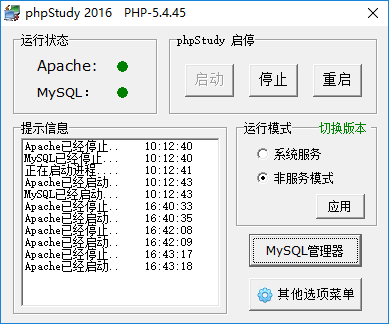 phpStudy 2016 PHP-5.4.45
运行状态
Apache:
MySQL:
phpStudy 启停
启动 停止 重启
提示信息
Apache已经停止.. 10:12:40
MySQL已经停止.. 10:12:40
正在启动进程.... 10:12:41
Apache已经启动.. 10:12:43
MySQL已经启动.. 10:12:43
Apache已经停止.. 16:40:33
Apache已经启动.. 16:40:35
Apache已经停止.. 16:42:08
Apache已经启动.. 16:42:09
Apache已经停止.. 16:43:17
Apache已经启动.. 16:43:18
运行模式 切换版本
系统服务
非服务模式
应用
MySQL管理器
其他选项菜单